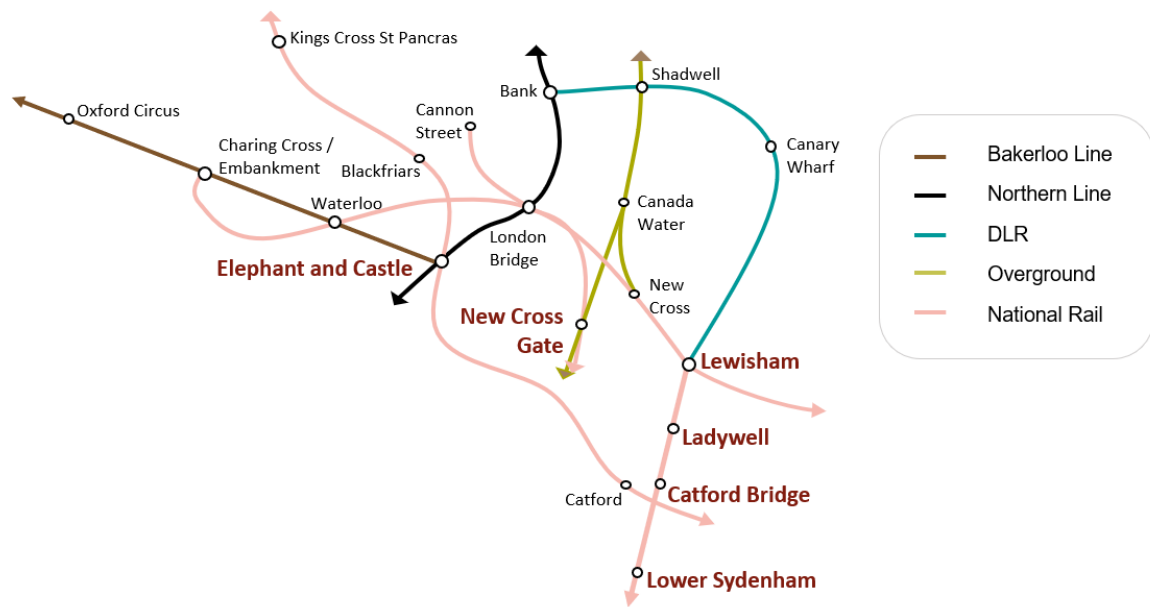 Kings Cross St Pancras
Oxford Circus
Charing Cross /
Embankment
Cannon
Street
Blackfriars
Waterloo
Bank
Shadwell
Canary
Wharf
Canada
Water
London
Bridge
Elephant and Castle
New
Cross
New Cross
Gate
Lewisham
Ladywell
Catford
Catford Bridge
Lower Sydenham
Bakerloo Line
Northern Line
DLR
Overground
National Rail